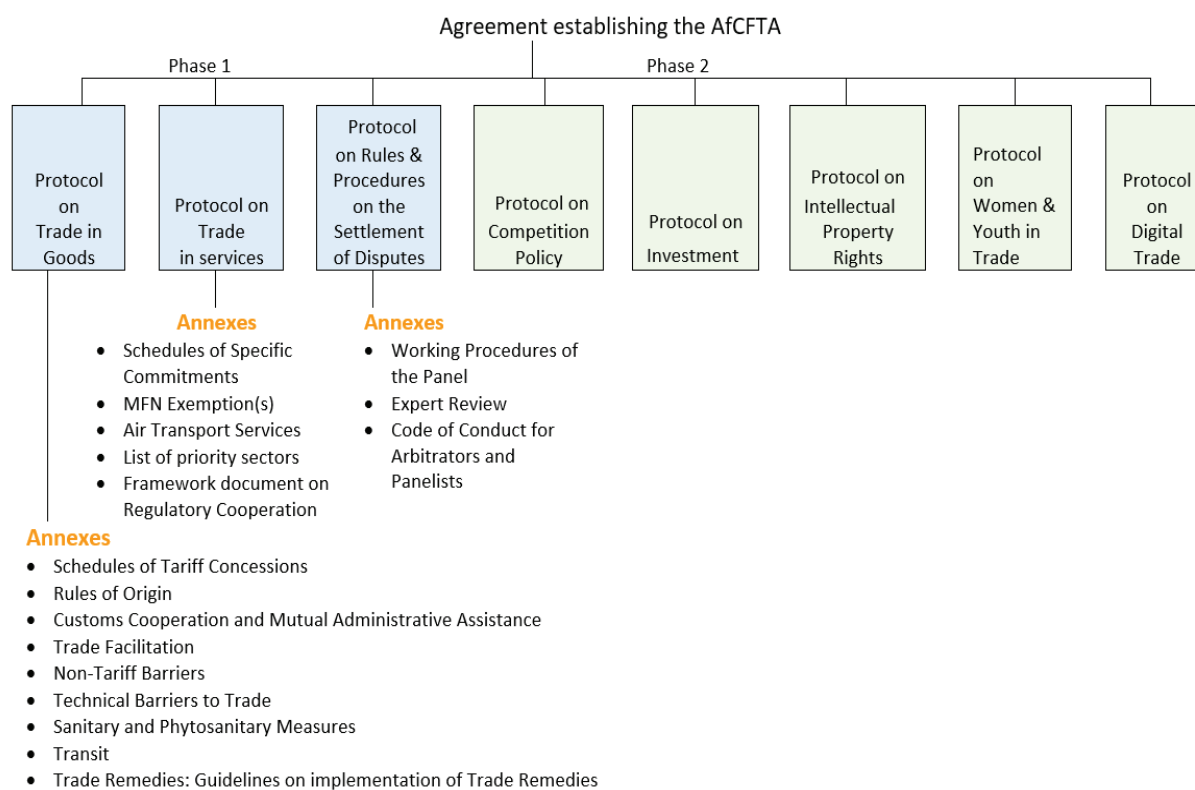 Agreement establishing the AfCFTA
Phase 1
Phase 2
Protocol
on
Trade in
Goods
Protocol on
Trade
in services
Protocol
on Rules &
Procedures
on the
Settlement
of Disputes
Protocol on
Competition
Policy
Protocol on
Investment
Protocol on
Intellectual
Property
Rights
Protocol
on
Women &
Youth in
Trade
Protocol
on
Digital
Trade
Annexes
• Schedules of Specific
Commitments
• MFN Exemption(s)
• Air Transport Services
• List of priority sectors
• Framework document on
Regulatory Cooperation
Annexes
• Working Procedures of
the Panel
• Expert Review
• Code of Conduct for
Arbitrators and
Panelists
Annexes
• Schedules of Tariff Concessions
• Rules of Origin
• Customs Cooperation and Mutual Administrative Assistance
• Trade Facilitation
• Non-Tariff Barriers
• Technical Barriers to Trade
• Sanitary and Phytosanitary Measures
• Transit
• Trade Remedies: Guidelines on implementation of Trade Remedies